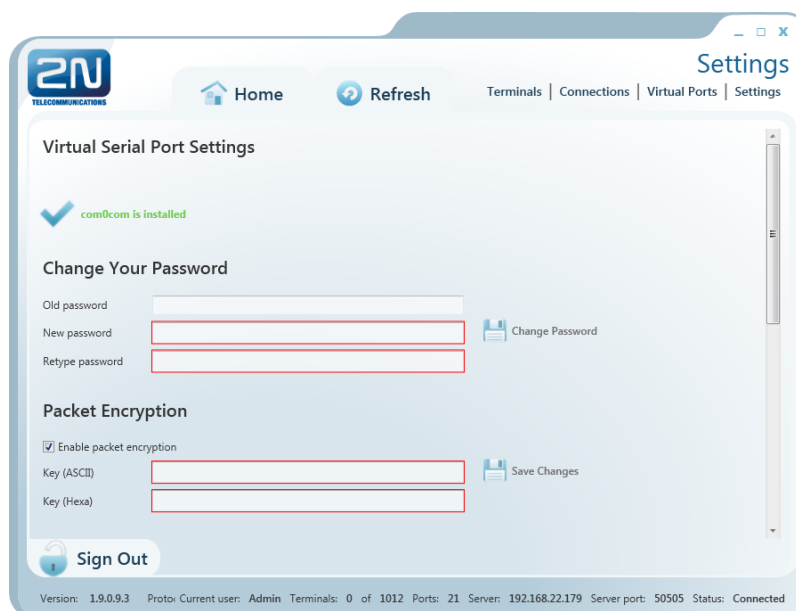 Settings
2N
TELECOMMUNICATIONS
Home
Refresh
Terminals | Connections | Virtual Ports | Settings
Virtual Serial Port Settings
com0com is installed
Change Your Password
Old password
New password
Change Password
Retype password
Packet Encryption
Enable packet encryption
Key (ASCII)
Save Changes
Key (Hexa)
Sign Out
Version: 1.9.0.9.3 Protoc Current user: Admin Terminals: 0 of 1012 Ports: 21 Server: 192.168.22.179 Server port: 50505 Status: Connected